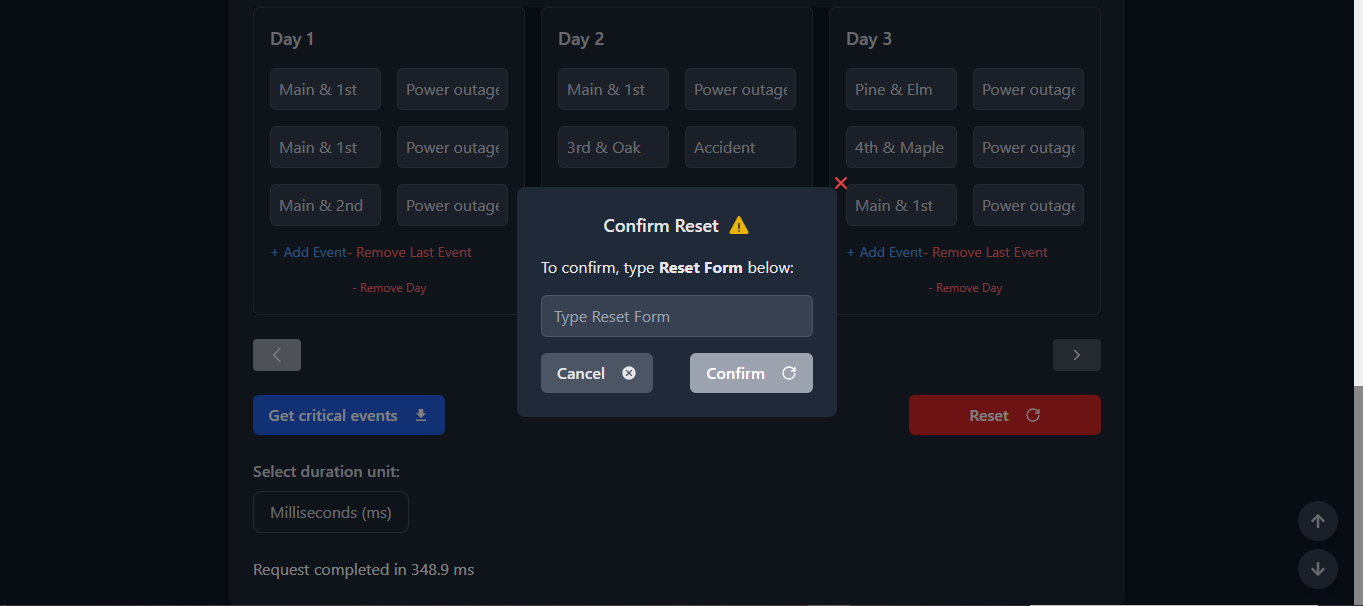 Day 1
Day 2
Day 3
Main & 1st
Power outage
Main & 1st
Power outage
Pine & Elm
Power outage
Main & 1st
Power outage
3rd & Oak
Accident
4th & Maple
Power outage
Main & 2nd
Power outage
Main & 1st
Power outage
+ Add Event- Remove Last Event
+ Add Event- Remove Last Event
- Remove Day
- Remove Day
Confirm Reset
To confirm, type Reset Form below:
Type Reset Form
Cancel
Confirm
Get critical events
Reset
Select duration unit:
Milliseconds (ms)
Request completed in 348.9 ms